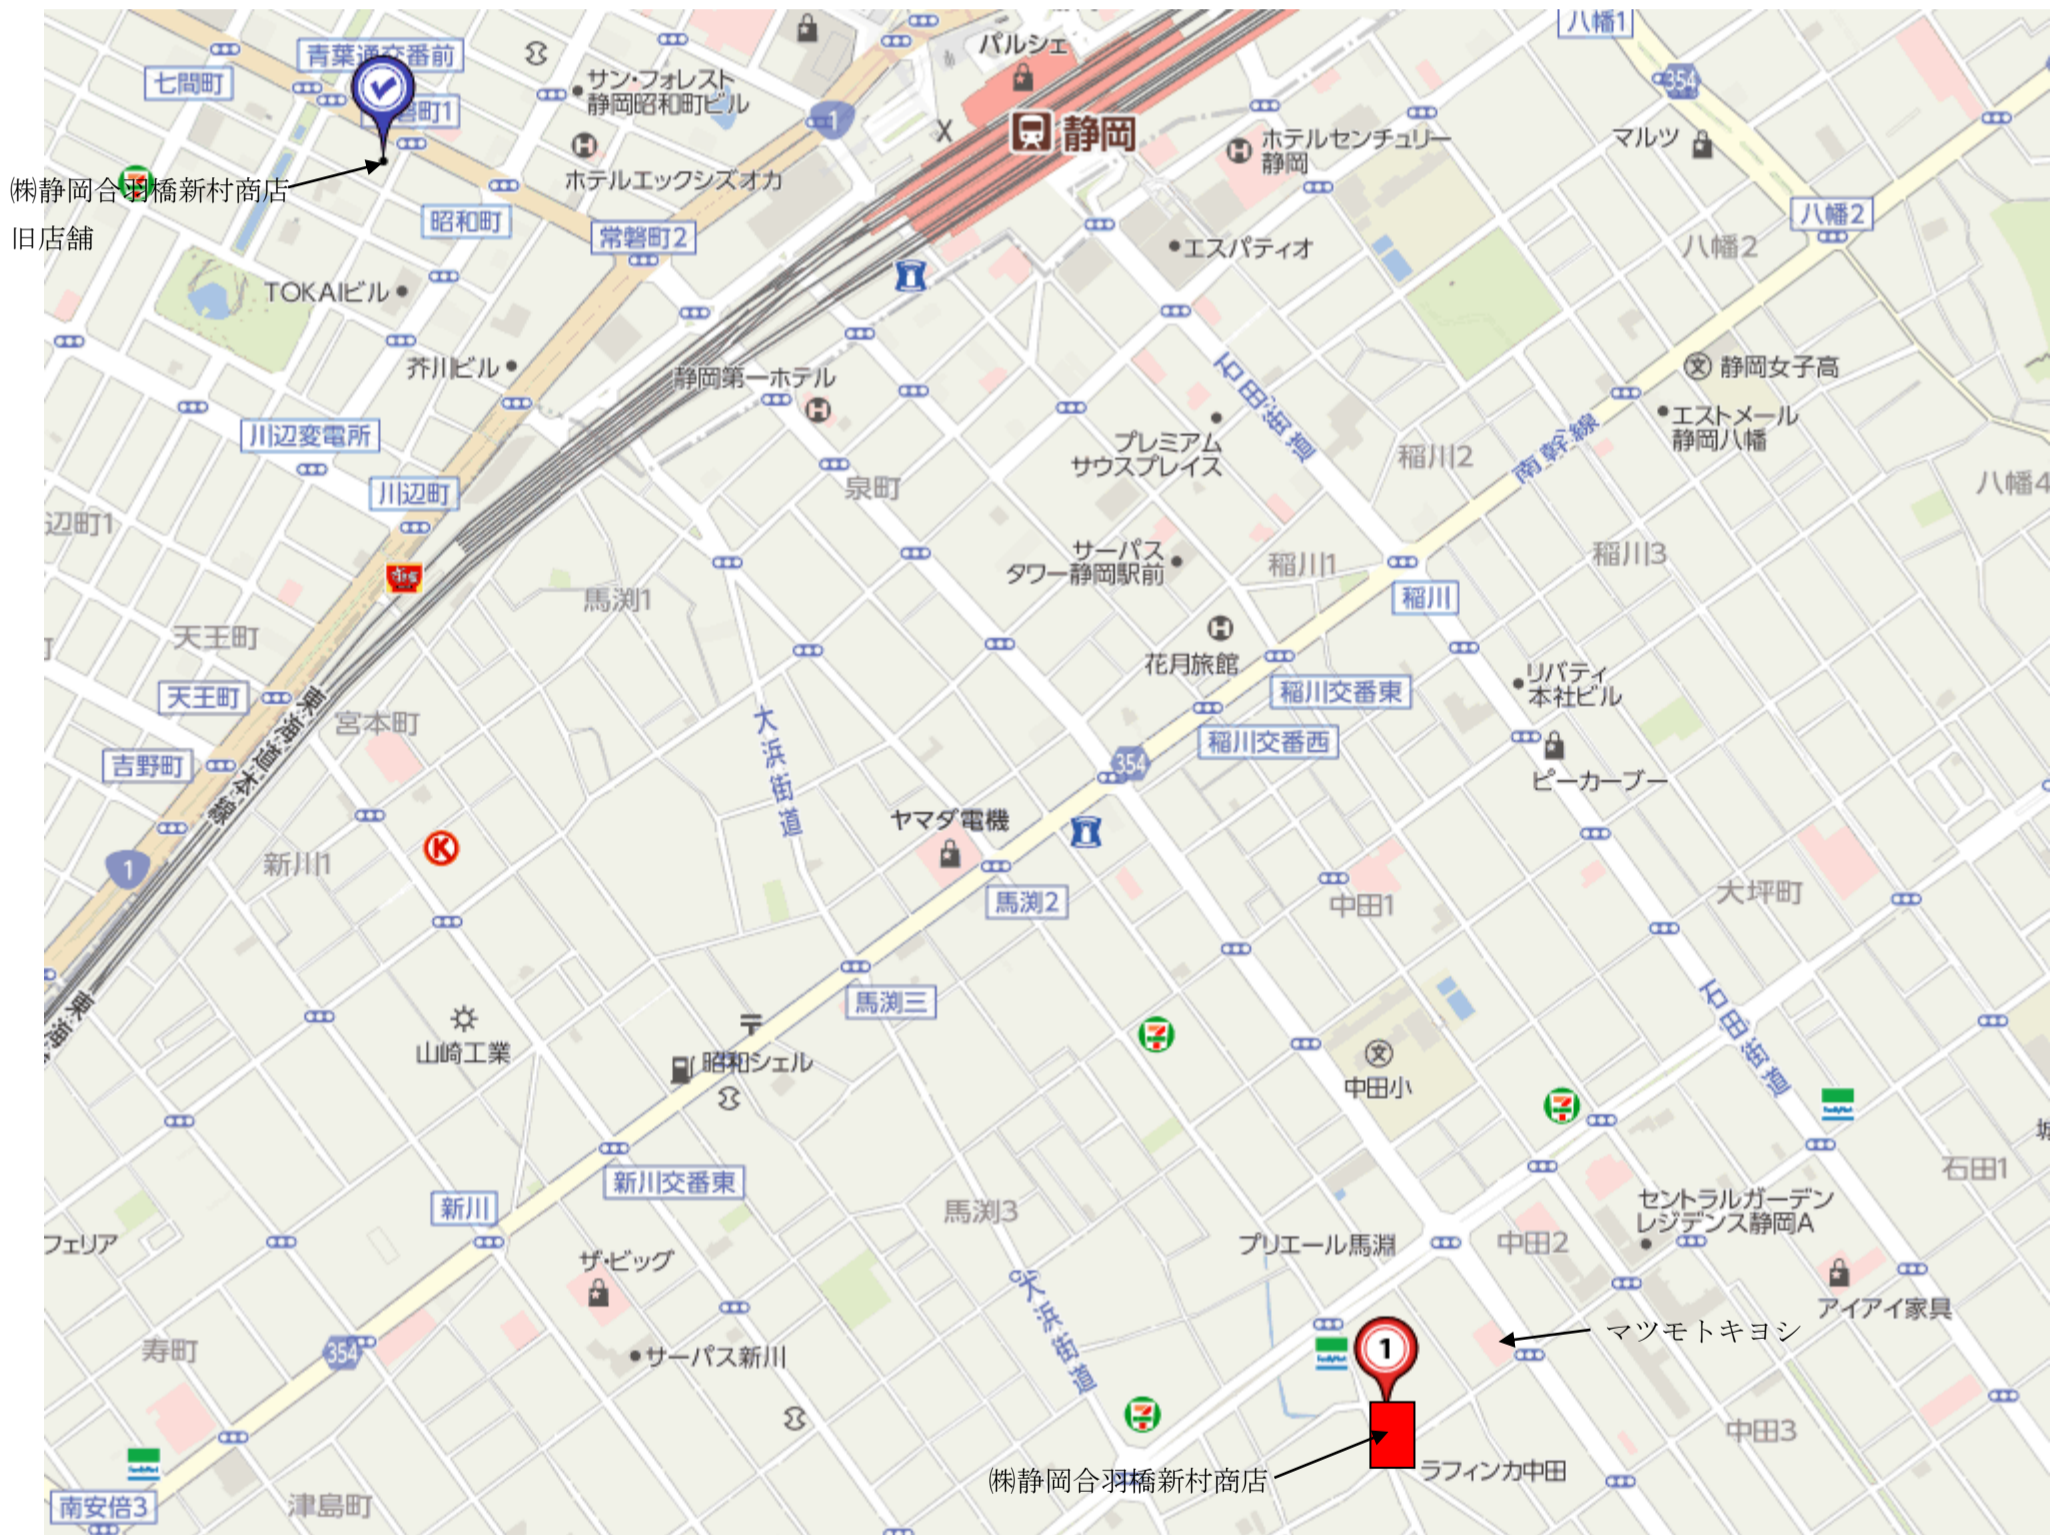 八幡1
パルシェ
青葉通交番前
七間町
354
サン・フォレスト
静岡昭和町ビル
1
静岡
ホテルセンチュリー
静岡
マルツ
ホテルエックシズオカ
㈱静岡合羽橋新村商店
旧店舗
昭和町
常磐町2
八幡2
八幡2
エスパティオ
TOKAIビル
芥川ビル
静岡第一ホテル
石田街道
静岡女子高
エストメール
静岡八幡
川辺変電所
プレミアム
サウスプレイス
稲川2
南幹線
川辺町
泉町
八幡4
辺町1
サーパス
タワー静岡駅前
稲川1
稲川3
馬渕1
稲川
天王町
花月旅館
天王町
稲川交番東
リバティ
本社ビル
東海道本線
宮本町
大浜街道
稲川交番西
吉野町
354
ピーカーブー
ヤマダ電機
新川1
1
K
馬渕2
中田1
大坪町
馬渕三
東海
石田街道
山崎工業
昭和シェル
中田小
FamilyMart
城
新川交番東
石田1
新川
馬渕3
セントラルガーデン
レジデンス静岡A
フェリア
プリエール馬淵
中田2
ザ・ビッグ
大浜街道
アイアイ家具
マツモトキヨシ
寿町
354
サーパス新川
FamilyMart
1
中田3
FamilyMart
㈱静岡合羽橋新村商店
ラフィンカ中田
南安倍3
津島町